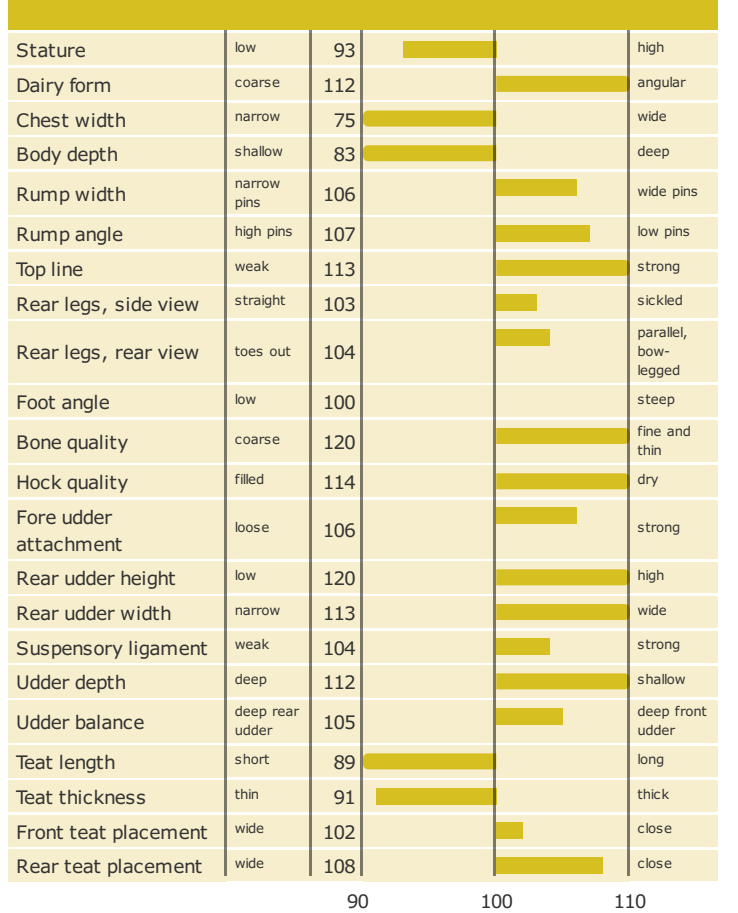 Stature low 93 high
Dairy form coarse 112 angular
Chest width narrow 75 wide
Body depth shallow 83 deep
Rump width narrow pins 106 wide pins
Rump angle high pins 107 low pins
Top line weak 113 strong
Rear legs, side view straight 103 sickled
Rear legs, rear view toes out 104 parallel, bow-legged
Foot angle low 100 steep
Bone quality coarse 120 fine and thin
Hock quality filled 114 dry
Fore udder attachment loose 106 strong
Rear udder height low 120 high
Rear udder width narrow 113 wide
Suspensory ligament weak 104 strong
Udder depth deep 112 shallow
Udder balance deep rear udder 105 deep front udder
Teat length short 89 long
Teat thickness thin 91 thick
Front teat placement wide 102 close
Rear teat placement wide 108 close
90 100 110